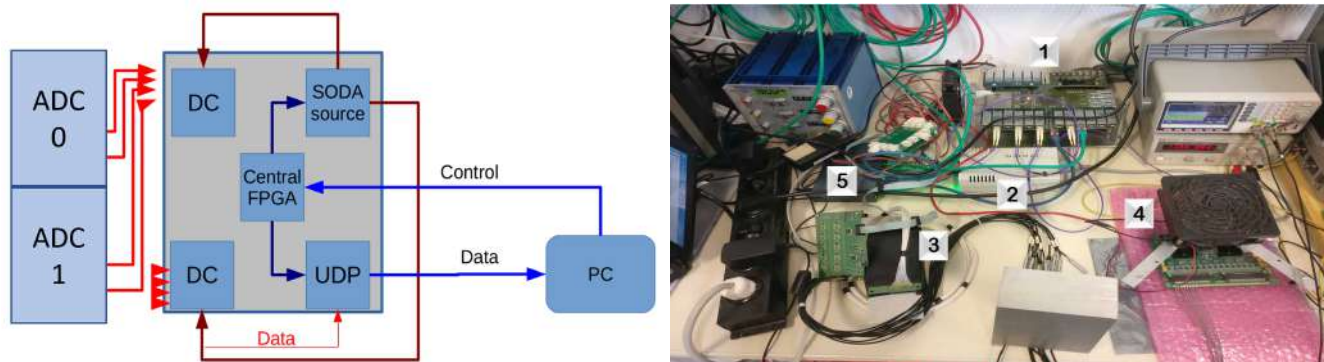 ADC
0
ADC
1
DC
SODA
source
Central
FPGA
DC
UDP
Control
Data
PC
Data
1
2
3
4
5